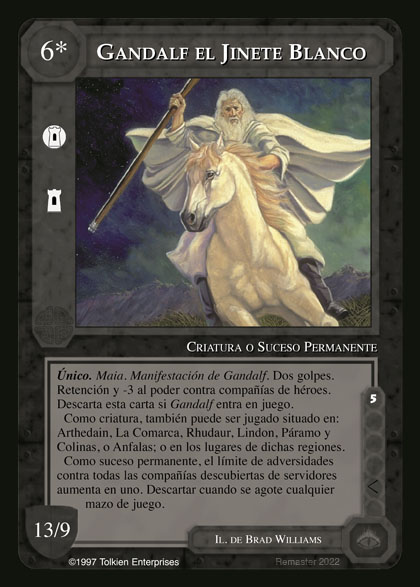 6*
GANDALF EL JINETE BLANCO
CRIATURA O SUCESO PERMANENTE
Único. Maia. Manifestación de Gandalf. Dos golpes.
Retención y -3 al poder contra compañías de héroes.
Descarta esta carta si Gandalf entra en juego.
Como criatura, también puede ser jugado situado en:
Arthedain, La Comarca, Rhudaur, Lindon, Páramo y
Colinas, o Anfalas; o en los lugares de dichas regiones.
Como suceso permanente, el límite de adversidades
contra todas las compañías descubiertas de servidores
aumenta en uno. Descartar cuando se agote cualquier
mazo de juego.
5
13/9
IL. DE BRAD WILLIAMS
©1997 Tolkien Enterprises
Remaster 2022